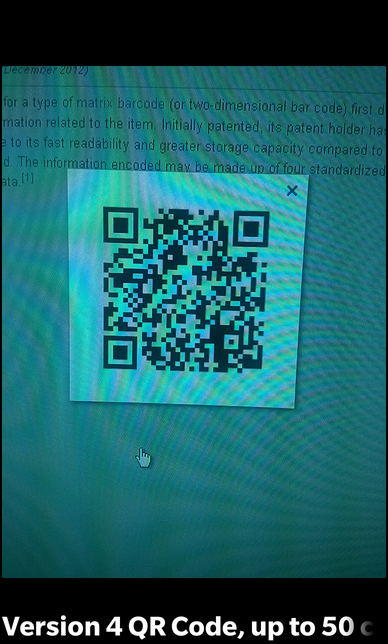 December 2012)
for a type of matrix barcode (or two-dimensional bar code) first d
mation related to the item. Initially patented, its patent holder ha
e to its fast readability and greater storage capacity compared to
d. The information encoded may be made up of four standardized
ata.[1]
Version 4 QR Code, up to 50 c